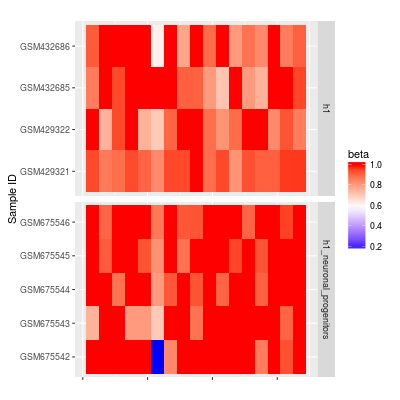 Sample ID
GSM432686
GSM432685
GSM429322
GSM429321
h1
GSM675546
GSM675545
GSM675544
GSM675543
GSM675542
h1_neuronal_progenitors
beta
1.0
0.8
0.6
0.4
0.2